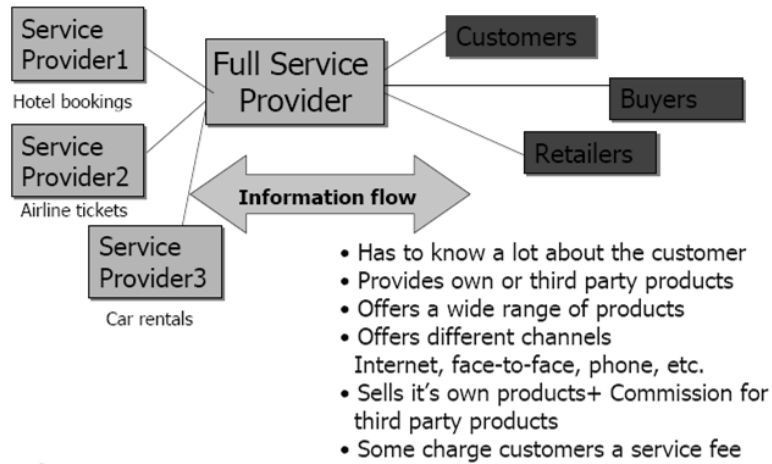 Service
Provider1
Hotel bookings
Full Service
Provider
Customers
Buyers
Retailers
Service
Provider2
Airline tickets
Information flow
Service
Provider3
Car rentals
• Has to know a lot about the customer
• Provides own or third party products
• Offers a wide range of products
• Offers different channels
Internet, face-to-face, phone, etc.
• Sells it's own products+ Commission for
third party products
• Some charge customers a service fee